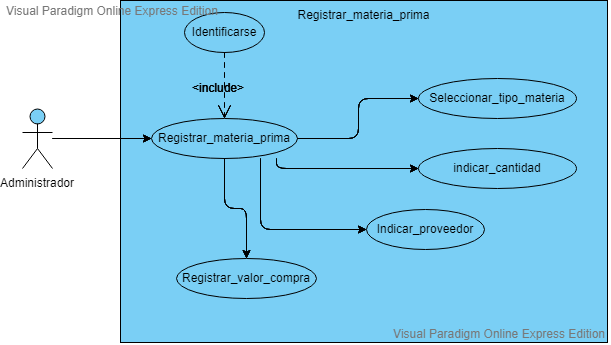 Visual Paradigm Online Express Edition
Registrar_materia_prima
Identificarse
<include>
Seleccionar_tipo_materia
Registrar_materia_prima
indicar_cantidad
Administrador
Indicar_proveedor
Registrar_valor_compra
Visual Paradigm Online Express Edition